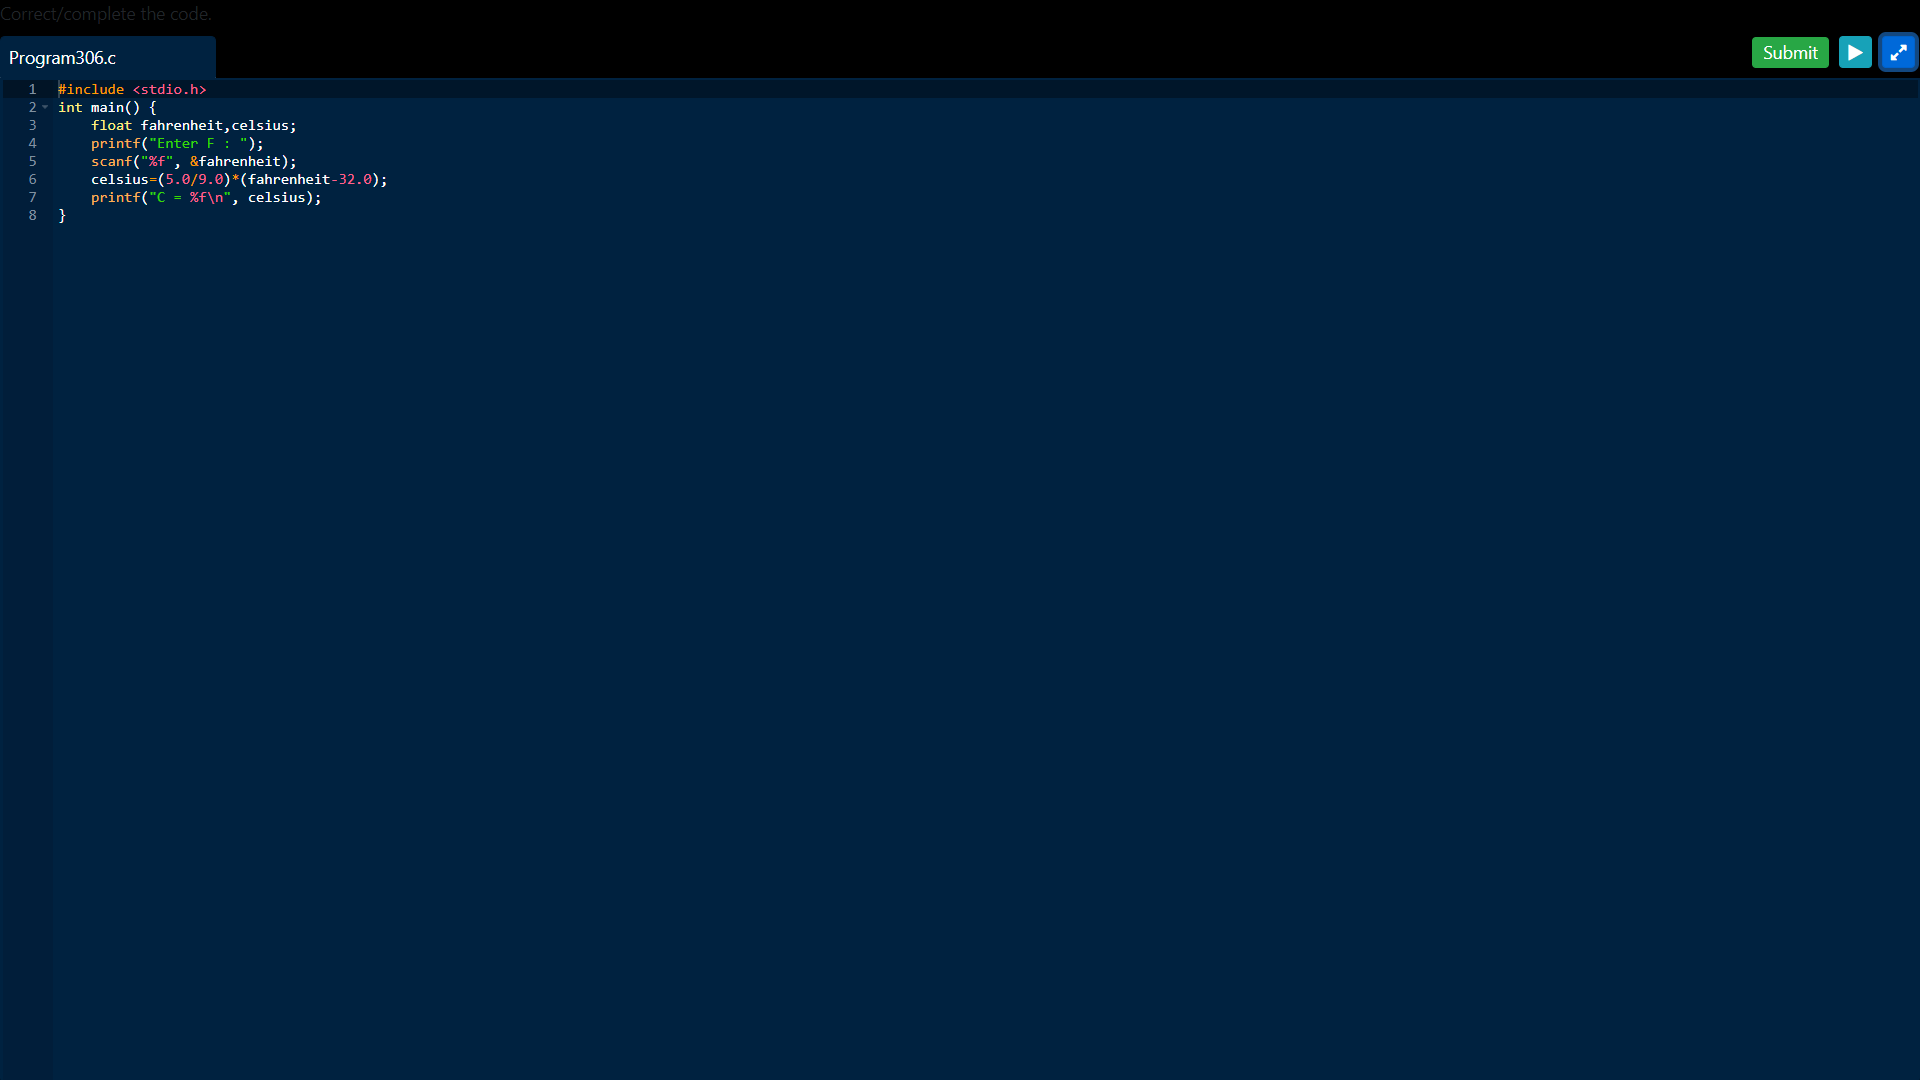 Correct/complete the code.
Program306.c
Submit
1 #include <stdio.h>
2 int main() {
3     float fahrenheit,celsius;
4     printf("Enter F : ");
5     scanf("%f", &fahrenheit);
6     celsius=(5.0/9.0)*(fahrenheit-32.0);
7     printf("C = %f\n", celsius);
8 }